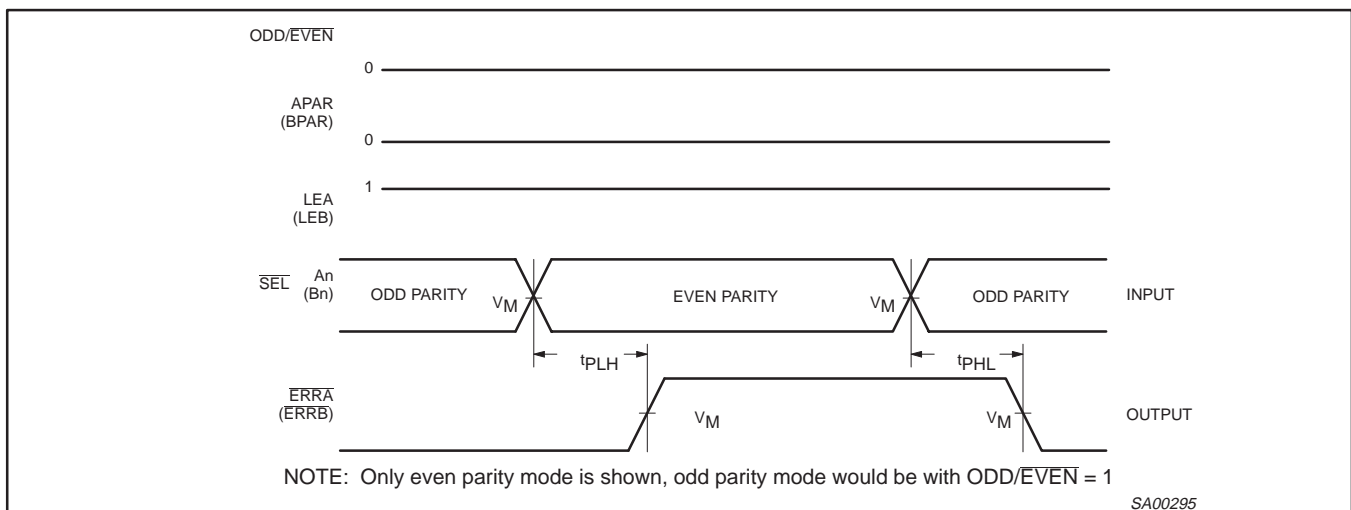 ODD/EVEN
0
APAR
(BPAR)
0
1
LEA
(LEB)
SEL An
(Bn)
ODD PARITY VM EVEN PARITY VM ODD PARITY INPUT
tPLH tPHL
ERRA
(ERRB)
VM VM OUTPUT
NOTE: Only even parity mode is shown, odd parity mode would be with ODD/EVEN = 1
SA00295